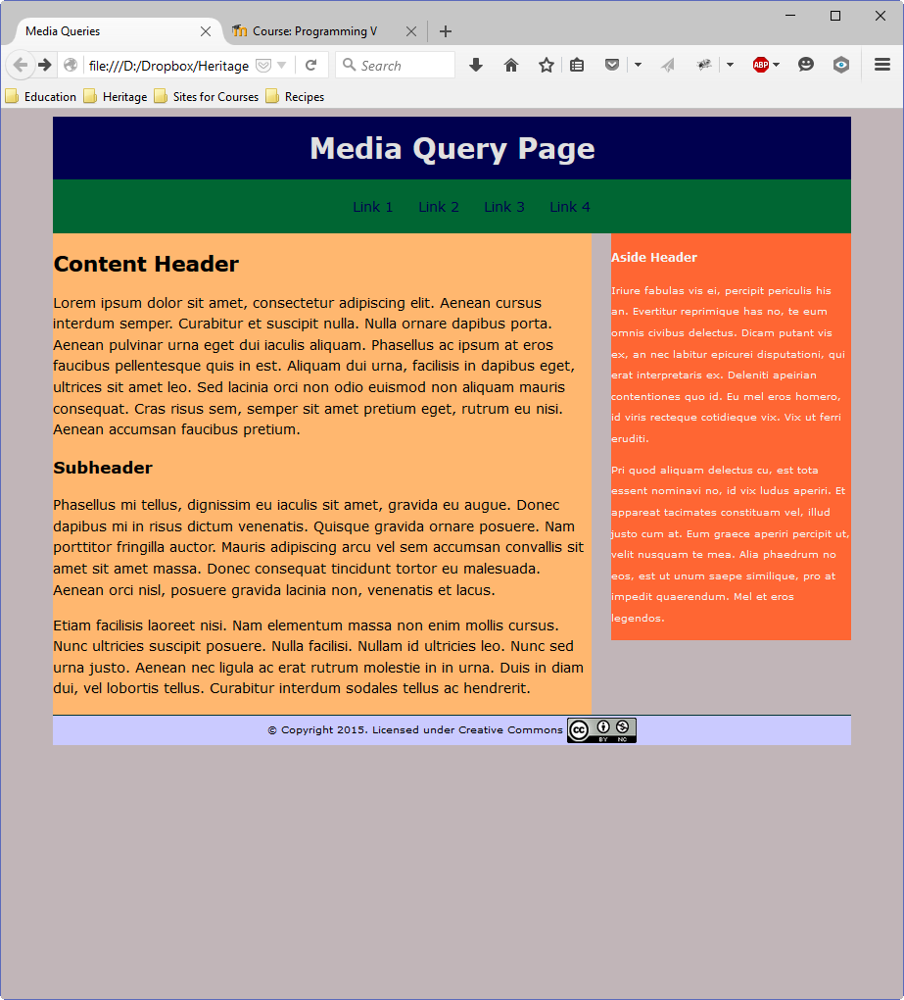 Media Queries
Course: Programming V
file:///D:/Dropbox/Heritage
Search
ABP
Education Heritage Sites for Courses Recipes
Media Query Page
Link 1 Link 2 Link 3 Link 4
Content Header
Lorem ipsum dolor sit amet, consectetur adipiscing elit. Aenean cursus
interdum semper. Curabitur et suscipit nulla. Nulla ornare dapibus porta.
Aenean pulvinar urna eget dui iaculis aliquam. Phasellus ac ipsum at eros
faucibus pellentesque quis in est. Aliquam dui urna, facilisis in dapibus eget,
ultrices sit amet leo. Sed lacinia orci non odio euismod non aliquam mauris
consequat. Cras risus sem, semper sit amet pretium eget, rutrum eu nisi.
Aenean accumsan faucibus pretium.
Subheader
Phasellus mi tellus, dignissim eu iaculis sit amet, gravida eu augue. Donec
dapibus mi in risus dictum venenatis. Quisque gravida ornare posuere. Nam
porttitor fringilla auctor. Mauris adipiscing arcu vel sem accumsan convallis sit
amet sit amet massa. Donec consequat tincidunt tortor eu malesuada.
Aenean orci nisl, posuere gravida lacinia non, venenatis et lacus.
Etiam facilisis laoreet nisi. Nam elementum massa non enim mollis cursus.
Nunc ultricies suscipit posuere. Nulla facilisi. Nullam id ultricies leo. Nunc sed
urna justo. Aenean nec ligula ac erat rutrum molestie in in urna. Duis in diam
dui, vel lobortis tellus. Curabitur interdum sodales tellus ac hendrerit.
Aside Header
Iriure fabulas vis ei, percipit periculis his
an. Evertitur reprimique has no, te eum
omnis civibus delectus. Dicam putant vis
ex, an nec labitur epicurei disputationi, qui
erat interpretaris ex. Deleniti apeirian
contentiones quo id. Eu mel eros homero,
id viris recteque cotidieque vix. Vix ut ferri
eruditi.
Pri quod aliquam delectus cu, est tota
essent nominavi no, id vix ludus aperiri. Et
appareat tacimates constituam vel, illud
justo cum at. Eum graece aperiri percipit ut,
velit nusquam te mea. Alia phaedrum no
eos, est ut unum saepe similique, pro at
impedit quaerendum. Mel et eros
legendos.
© Copyright 2015. Licensed under Creative Commons
cc BY NC